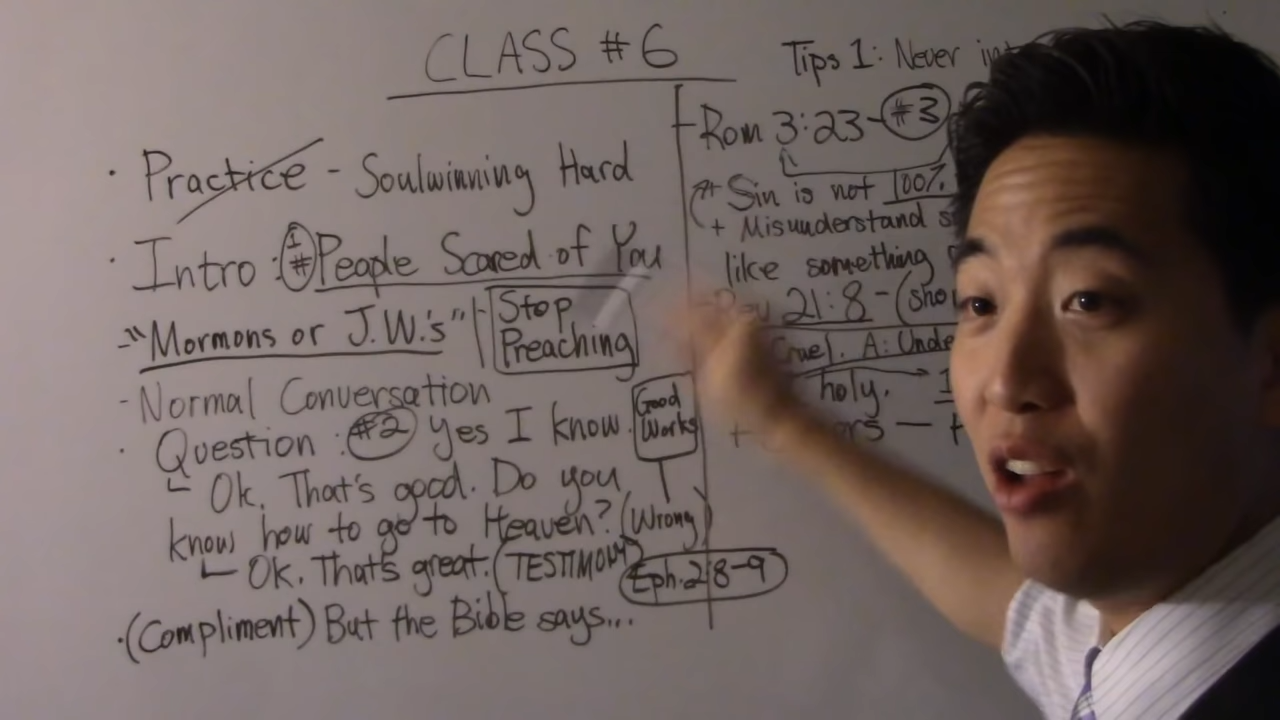 CLASS # 6
· Practice - Soulwinning Hard
· Intro : #1 People Scared of You
- "Mormons or J.W.'s"
Stop
Preaching
- Normal Conversation
· Question : #2 Yes I know.
Good
Works
Ok. That's good. Do you
know how to go to Heaven? (Wrong)
Ok. That's great. (TESTIMONY)
Eph. 2:8-9
· (Compliment) But the Bible says...
Tips 1: Never
Rom 3:23 - #3
+ Sin is not 100%
+ Misunderstand
like something
Rev 21:8 - (
Cruel. A:
holy.